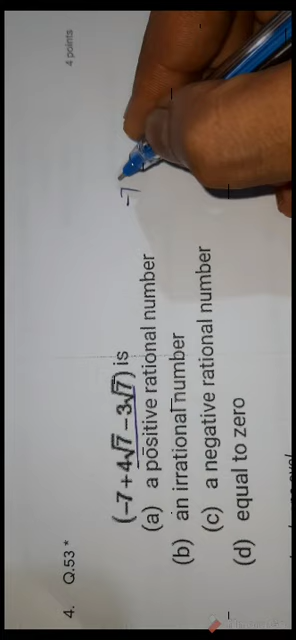 4. Q.53 * 4 points
(−7 + 4√7 − 3√7) is
(a) a positive rational number
(b) an irrational number
(c) a negative rational number
(d) equal to zero
−7